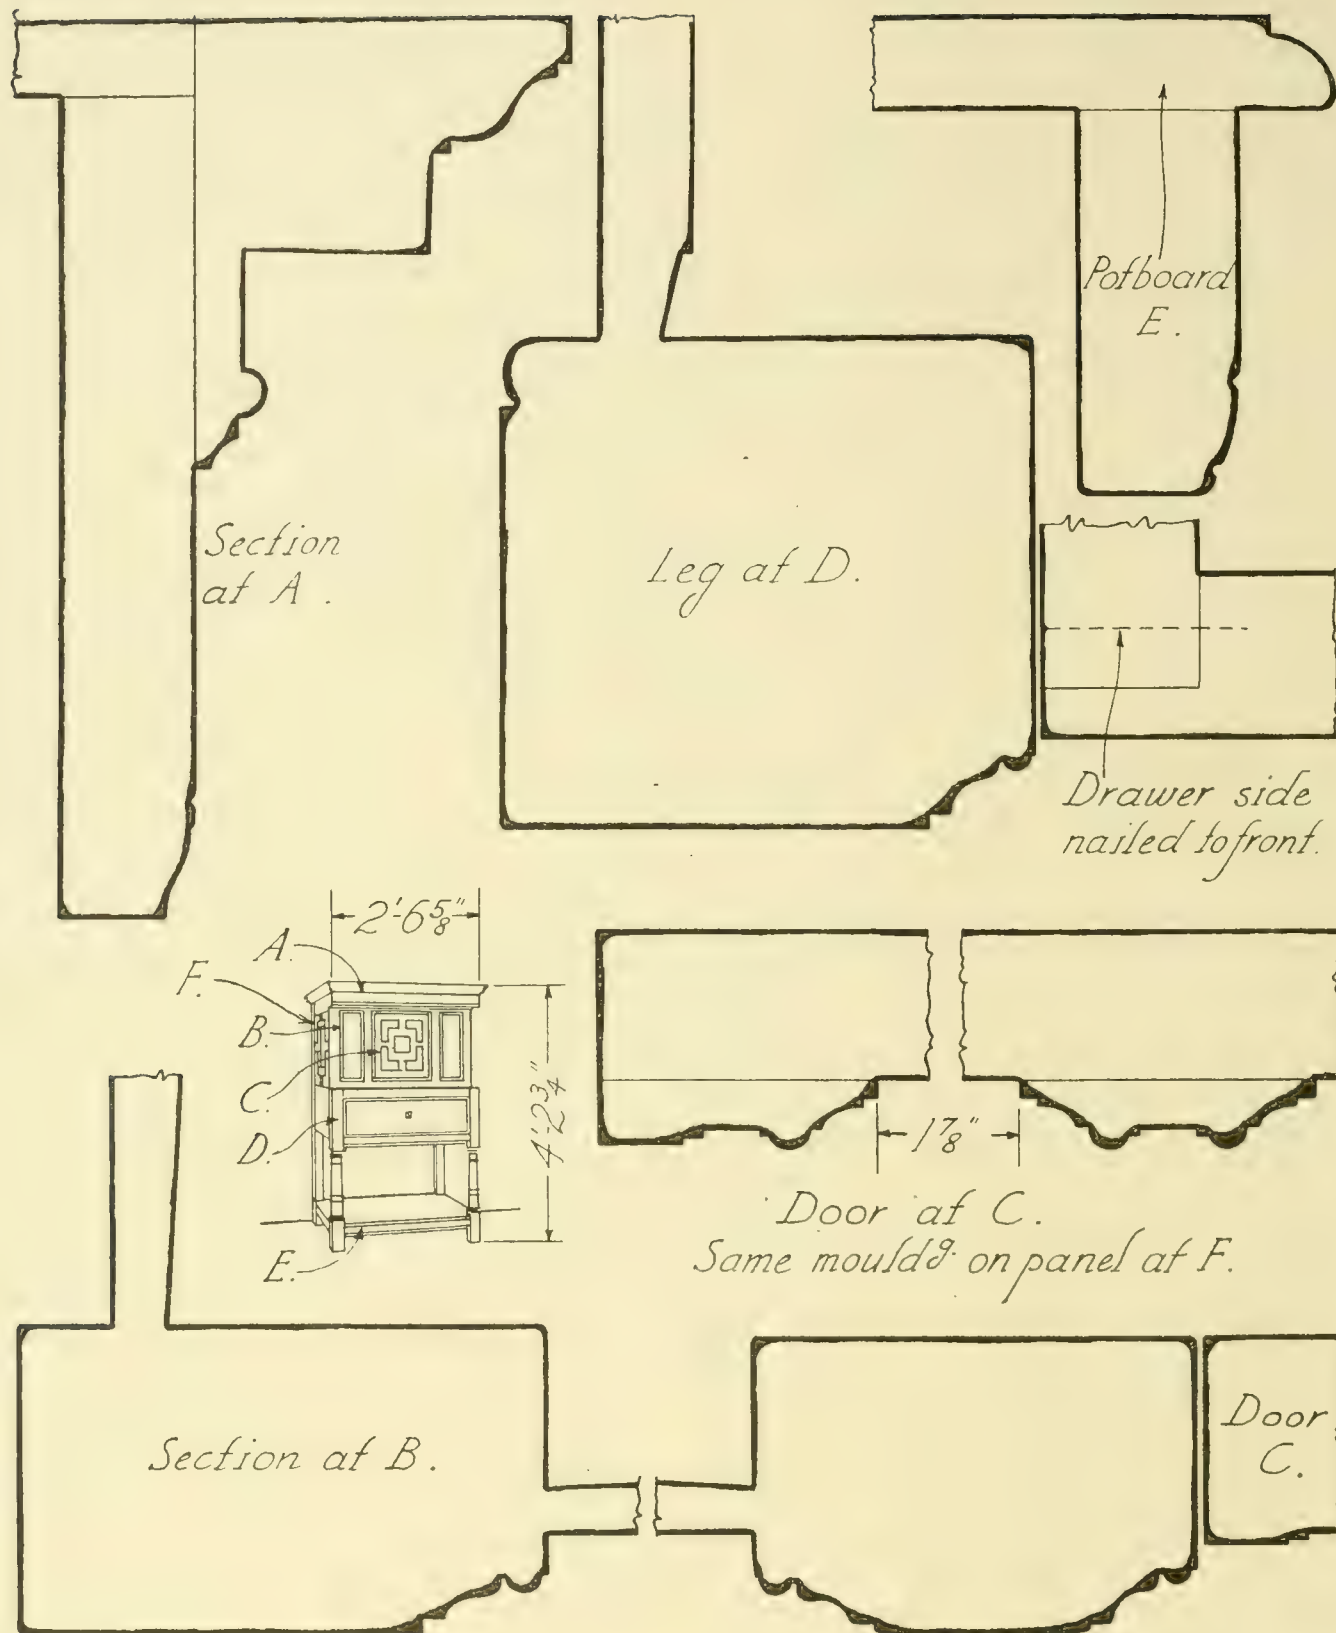 Potboard
E.
Section
at A.
Leg at D.
Drawer side
nailed to front.
2'-6 5/8"
A.
F.
B.
C.
D.
E.
4'-2 3/4"
1 7/8"
Door at C.
Same mouldg. on panel at F.
Section at B.
Door
C.